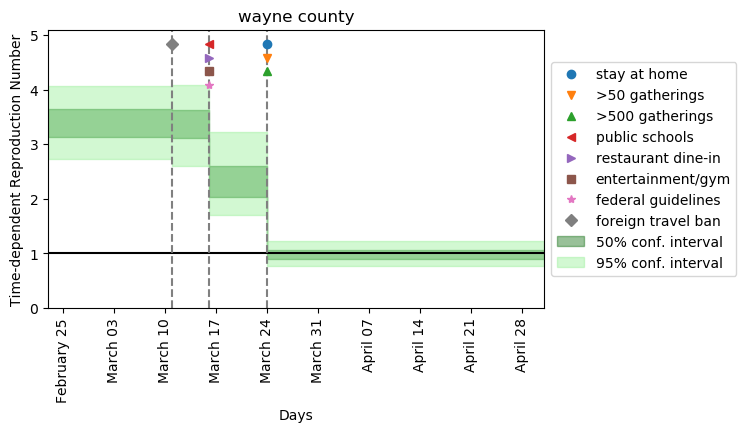 wayne county
Time-dependent Reproduction Number
5
4
3
2
1
0
February 25
March 03
March 10
March 17
March 24
March 31
April 07
April 14
April 21
April 28
Days
stay at home
>50 gatherings
>500 gatherings
public schools
restaurant dine-in
entertainment/gym
federal guidelines
foreign travel ban
50% conf. interval
95% conf. interval